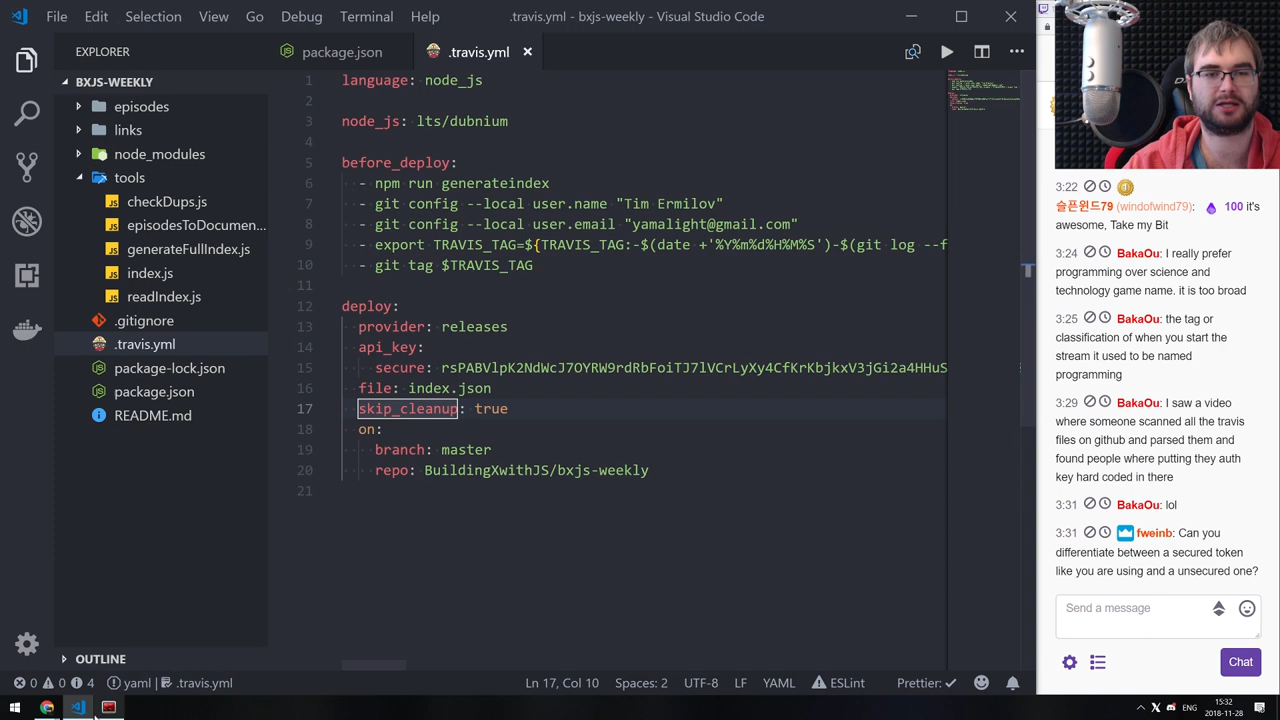 File Edit Selection View Go Debug Terminal Help .travis.yml - bxjs-weekly - Visual Studio Code
EXPLORER
BXJS-WEEKLY
episodes
links
node_modules
tools
checkDups.js
episodesToDocumen...
generateFullIndex.js
index.js
readIndex.js
.gitignore
.travis.yml
package-lock.json
package.json
README.md
OUTLINE
package.json .travis.yml
1 language: node_js
2
3 node_js: lts/dubnium
4
5 before_deploy:
6 - npm run generateindex
7 - git config --local user.name "Tim Ermilov"
8 - git config --local user.email "yamalight@gmail.com"
9 - export TRAVIS_TAG=${TRAVIS_TAG:-$(date +'%Y%m%d%H%M%S')-$(git log --f
10 - git tag $TRAVIS_TAG
11
12 deploy:
13 provider: releases
14 api_key:
15 secure: rsPABVlpK2NdWcJ7OYRW9rdRbFoiTJ7lVCrLyXy4CfKrKbjkxV3jGi2a4HHuS
16 file: index.json
17 skip_cleanup: true
18 on:
19 branch: master
20 repo: BuildingXwithJS/bxjs-weekly
21
3:22
슬픈윈드79 (windofwind79): 100 it's
awesome, Take my Bit
3:24 BakaOu: I really prefer
programming over science and
technology game name. it is too broad
3:25 BakaOu: the tag or
classification of when you start the
stream it used to be named
programming
3:29 BakaOu: I saw a video
where someone scanned all the travis
files on github and parsed them and
found people where putting they auth
key hard coded in there
3:31 BakaOu: lol
3:31 fweinb: Can you
differentiate between a secured token
like you are using and a unsecured one?
Send a message
Chat
0 0 4 yaml .travis.yml Ln 17, Col 10 Spaces: 2 UTF-8 LF YAML ESLint Prettier:
ENG
15:32
2018-11-28